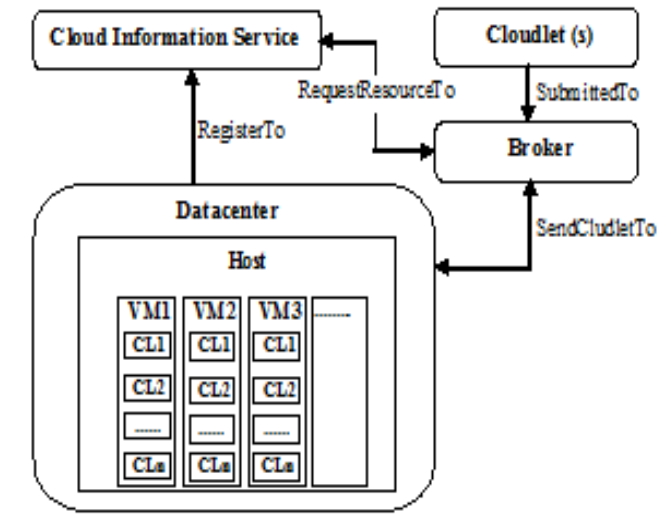 Cloud Information Service
Cloudlet (s)
RequestResourceTo
SubmittedTo
RegisterTo
Broker
Datacenter
SendCludletTo
Host
VM1 VM2 VM3 ........
CL1 CL1 CL1
CL2 CL2 CL2
...... ...... ......
CLn CLn CLn